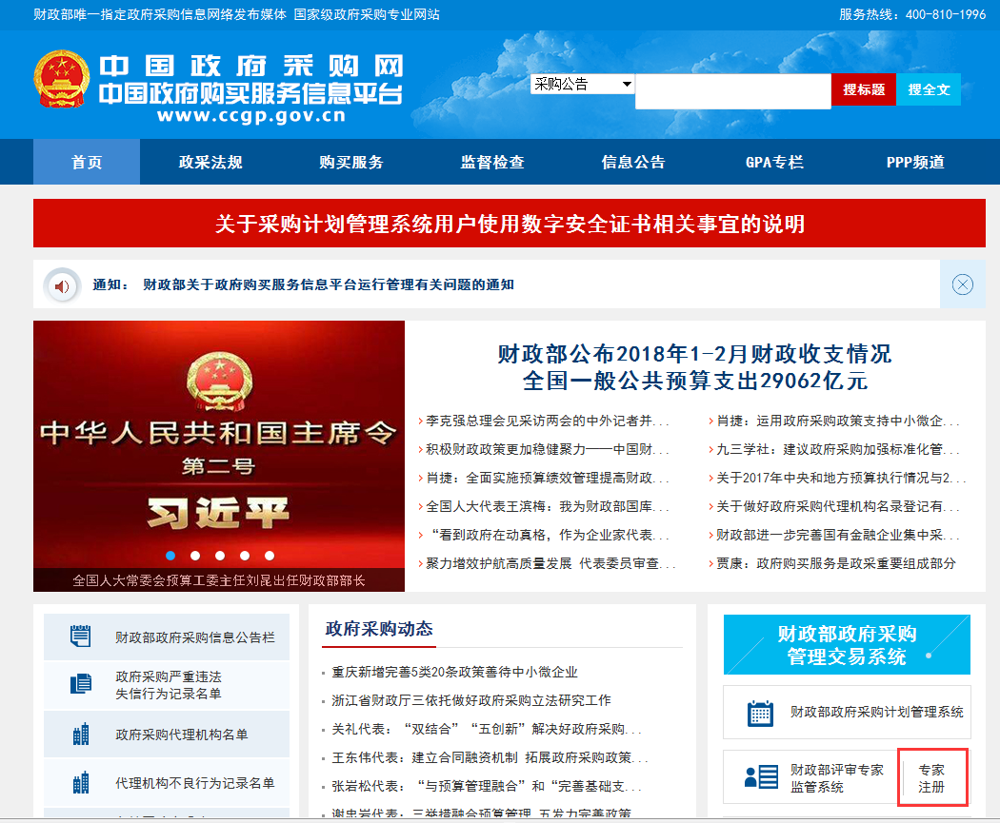 财政部唯一指定政府采购信息网络发布媒体 国家级政府采购专业网站
服务热线：400-810-1996
中国政府采购网
中国政府购买服务信息平台
www.ccgp.gov.cn
采购公告
搜标题
搜全文
首页
政采法规
购买服务
监督检查
信息公告
GPA专栏
PPP频道
关于采购计划管理系统用户使用数字安全证书相关事宜的说明
通知： 财政部关于政府购买服务信息平台运行管理有关问题的通知
中华人民共和国主席令
第二号
习近平
全国人大常委会预算工委主任刘昆出任财政部部长
财政部公布2018年1-2月财政收支情况
全国一般公共预算支出29062亿元
李克强总理会见采访两会的中外记者并...
积极财政政策更加稳健聚力——中国财...
肖捷：全面实施预算绩效管理提高财政...
全国人大代表王滨梅：我为财政部国库...
“看到政府在动真格，作为企业家代表...
聚力增效护航高质量发展 代表委员审查...
肖捷：运用政府采购政策支持中小微企...
九三学社：建议政府采购加强标准化管...
关于2017年中央和地方预算执行情况与2...
关于做好政府采购代理机构名录登记有...
财政部进一步完善国有金融企业集中采...
贾康：政府购买服务是政采重要组成部分
财政部政府采购信息公告栏
政府采购严重违法
失信行为记录名单
政府采购代理机构名单
代理机构不良行为记录名单
政府采购动态
重庆新增完善5类20条政策善待中小微企业
浙江省财政厅三依托做好政府采购立法研究工作
关礼代表：“双结合”“五创新”解决好政府采购...
王东伟代表：建立合同融资机制 拓展政府采购政策...
张岩松代表：“与预算管理融合”和“完善基础支...
谢忠岩代表：三举措融合预算管理 五发力完善政策...
财政部政府采购
管理交易系统
财政部政府采购计划管理系统
财政部评审专家
监管系统
专家
注册